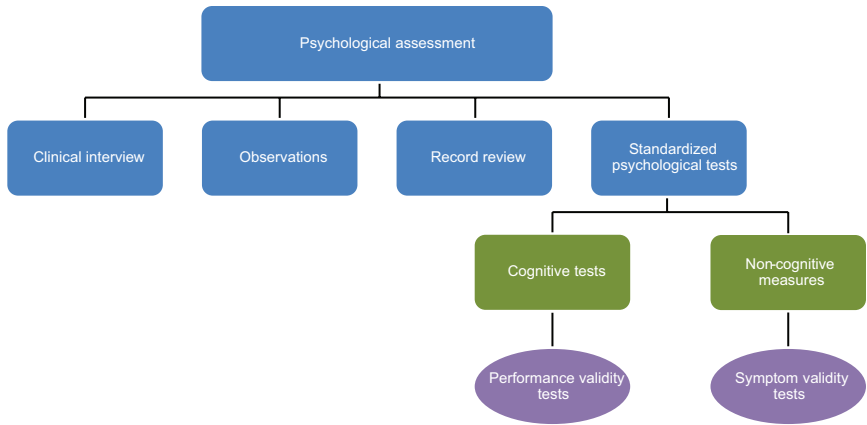 Psychological assessment
Clinical interview
Observations
Record review
Standardized
psychological tests
Cognitive tests
Non-cognitive
measures
Performance validity
tests
Symptom validity
tests